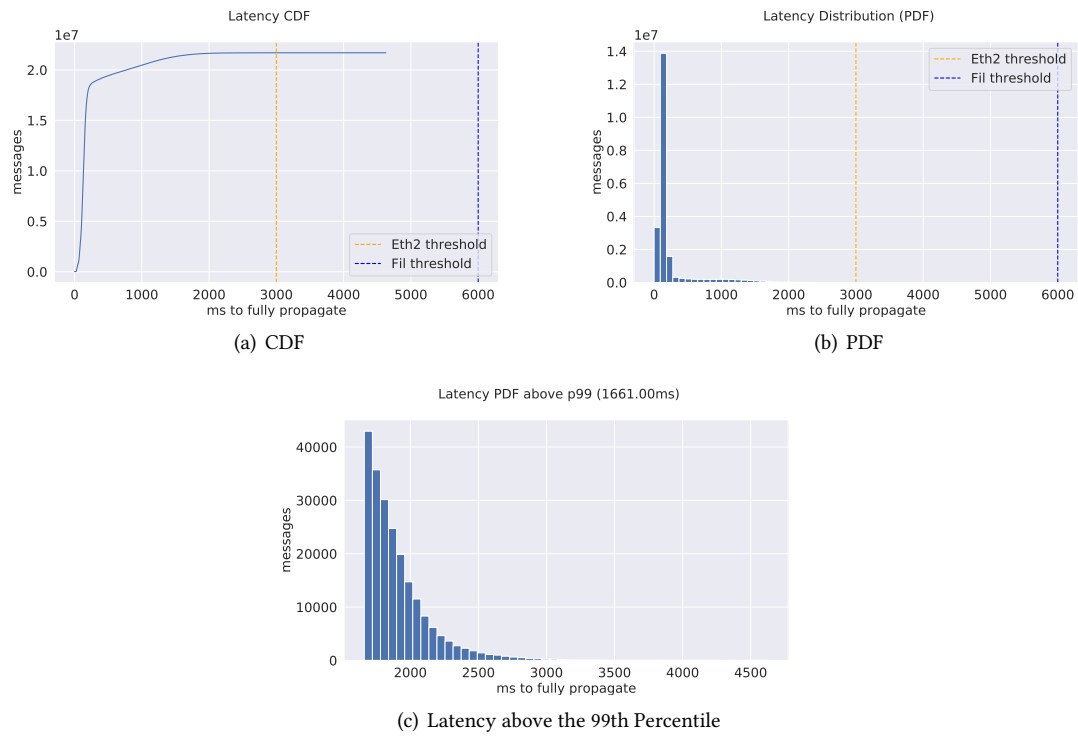 Latency CDF
1e7
2.0
1.5
1.0
0.5
0.0
messages
Eth2 threshold
Fil threshold
0 1000 2000 3000 4000 5000 6000
ms to fully propagate
(a) CDF
Latency Distribution (PDF)
1e7
1.4
1.2
1.0
0.8
0.6
0.4
0.2
0.0
messages
Eth2 threshold
Fil threshold
0 1000 2000 3000 4000 5000 6000
ms to fully propagate
(b) PDF
Latency PDF above p99 (1661.00ms)
40000
30000
20000
10000
0
messages
2000 2500 3000 3500 4000 4500
ms to fully propagate
(c) Latency above the 99th Percentile